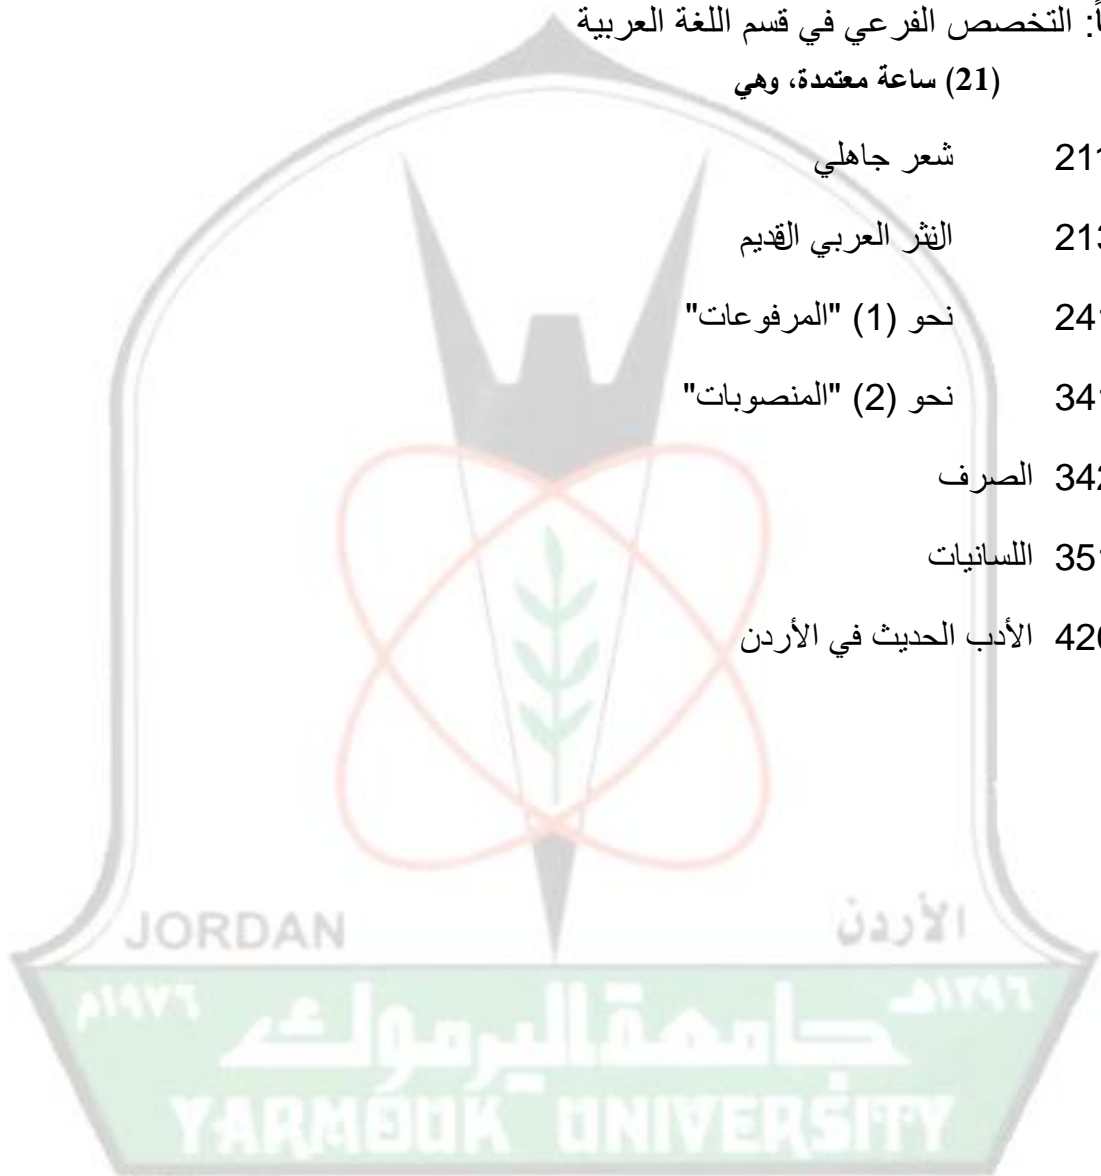 اً: التخصص الفرعي في قسم اللغة العربية
(21) ساعة معتمدة، وهي
211 شعر جاهلي
213 النثر العربي القديم
241 نحو (1) "المرفوعات"
341 نحو (2) "المنصوبات"
342 الصرف
351 اللسانيات
420 الأدب الحديث في الأردن
JORDAN الأردن
١٩٧٦م جامعة اليرموك ١٣٩٦هـ
YARMOUK UNIVERSITY